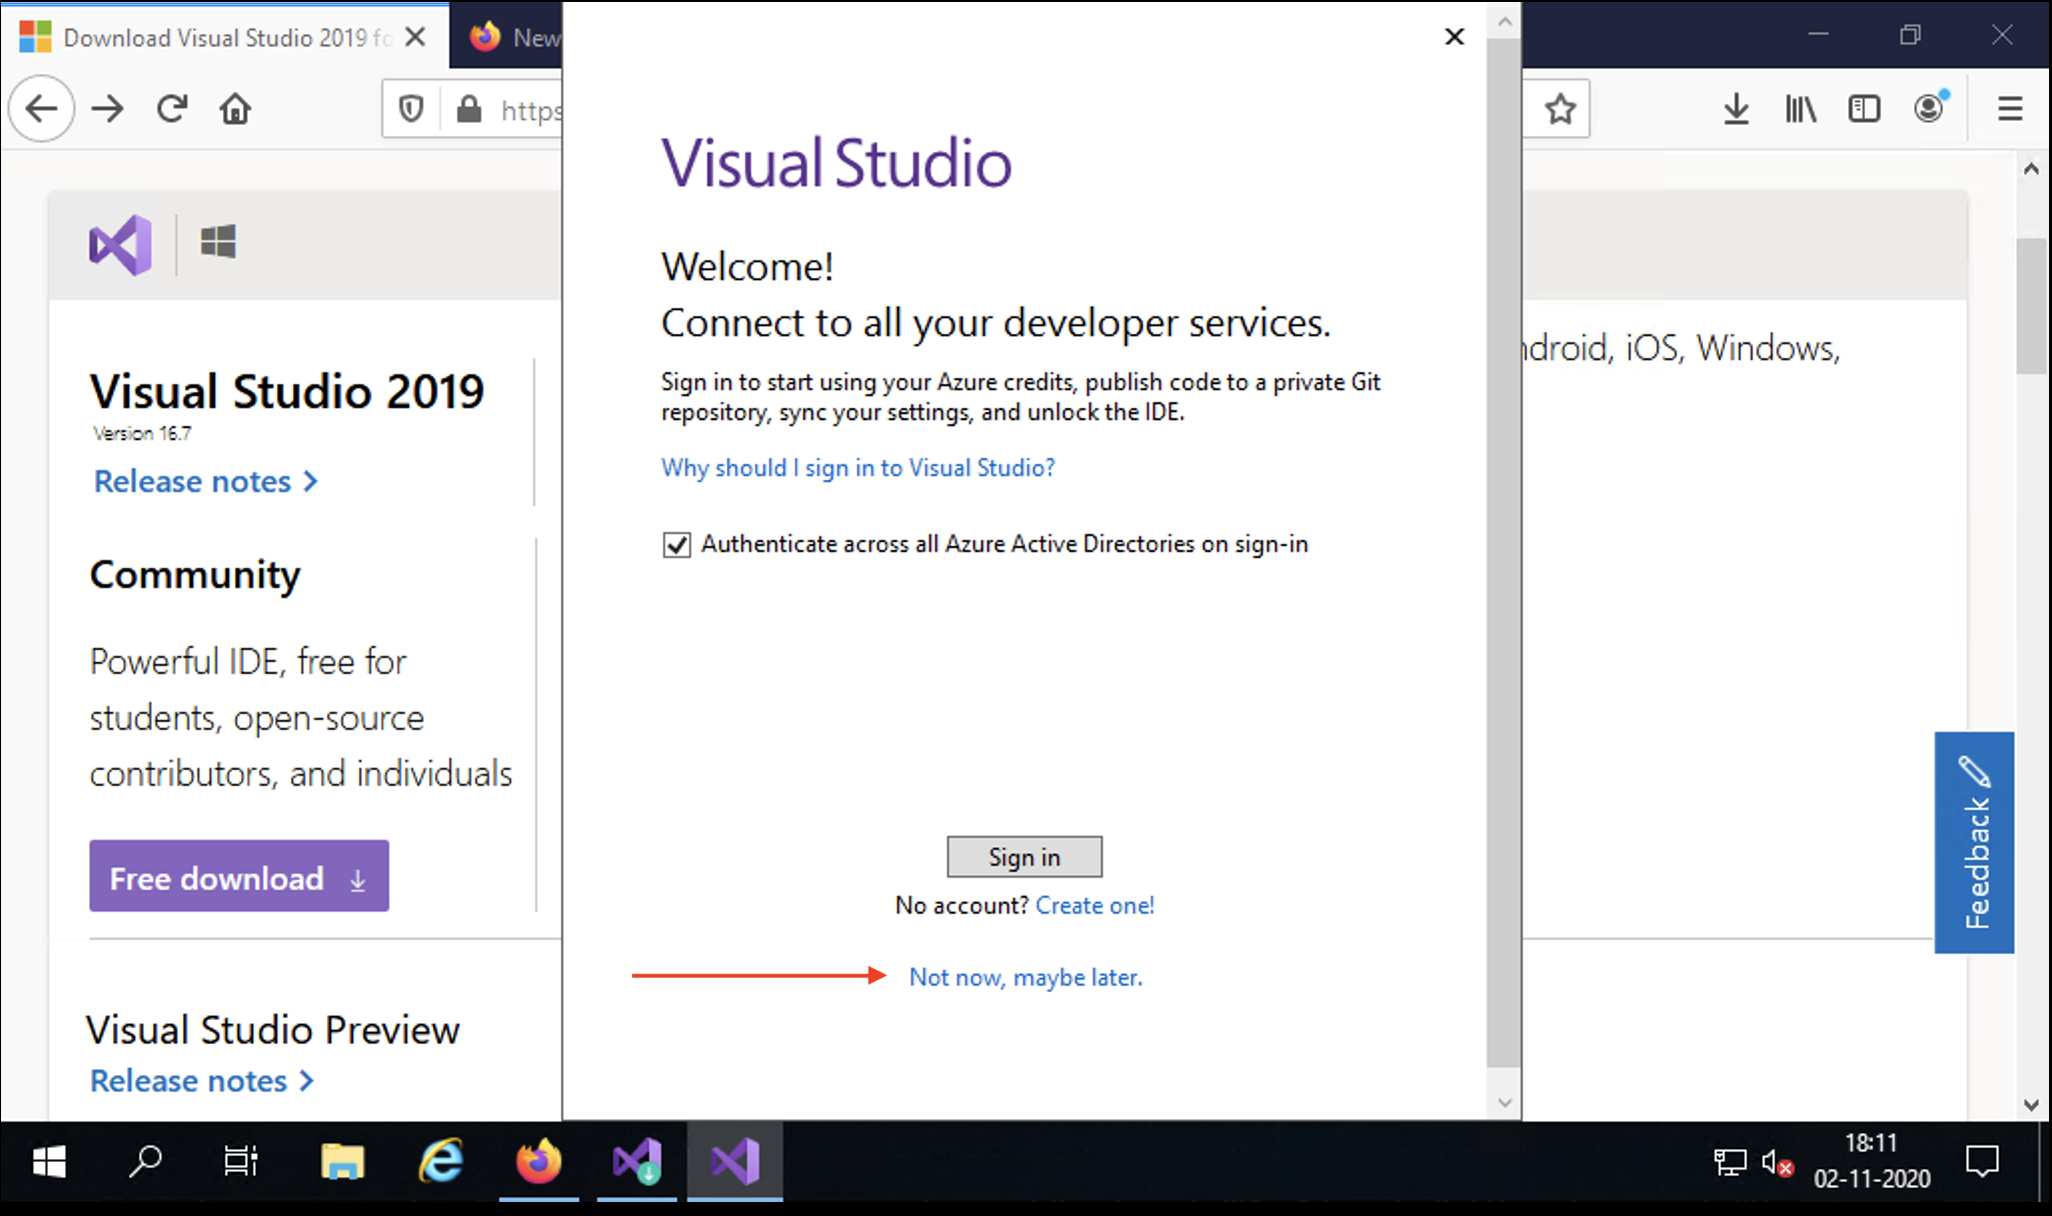 Download Visual Studio 2019 fo
New
https
Visual Studio
Welcome!
Connect to all your developer services.
Sign in to start using your Azure credits, publish code to a private Git
repository, sync your settings, and unlock the IDE.
Why should I sign in to Visual Studio?
Authenticate across all Azure Active Directories on sign-in
Sign in
No account? Create one!
Not now, maybe later.
Visual Studio 2019
Version 16.7
Release notes
Community
Powerful IDE, free for
students, open-source
contributors, and individuals
Free download
Visual Studio Preview
Release notes
ndroid, iOS, Windows,
Feedback
18:11
02-11-2020